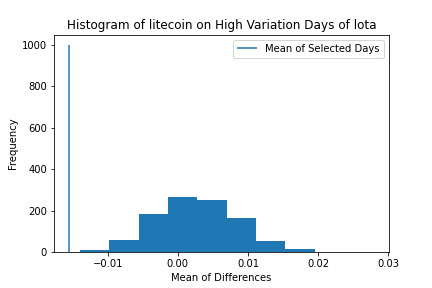 Histogram of litecoin on High Variation Days of Iota
Mean of Selected Days
1000
800
600
400
200
0
Frequency
−0.01 0.00 0.01 0.02 0.03
Mean of Differences